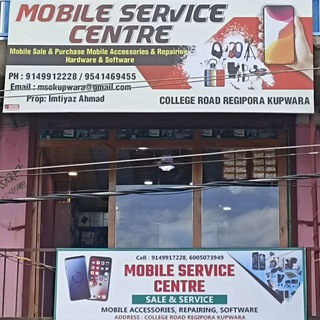 MOBILE SERVICE
CENTRE
Mobile Sale & Purchase Mobile Accessories & Repairing
Hardware & Software
PH : 9149912228 / 9541469455
Email : msckupwara@gmail.com
Prop: Imtiyaz Ahmad
COLLEGE ROAD REGIPORA KUPWARA
Cell : 9149917228, 6005073949
MOBILE SERVICE
CENTRE
SALE & SERVICE
MOBILE ACCESSORIES, REPAIRING, SOFTWARE
ADDRESS : COLLEGE ROAD REGIPORA KUPWARA